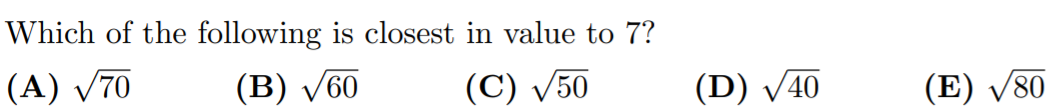 Which of the following is closest in value to 7?
(A) √70 (B) √60 (C) √50 (D) √40 (E) √80